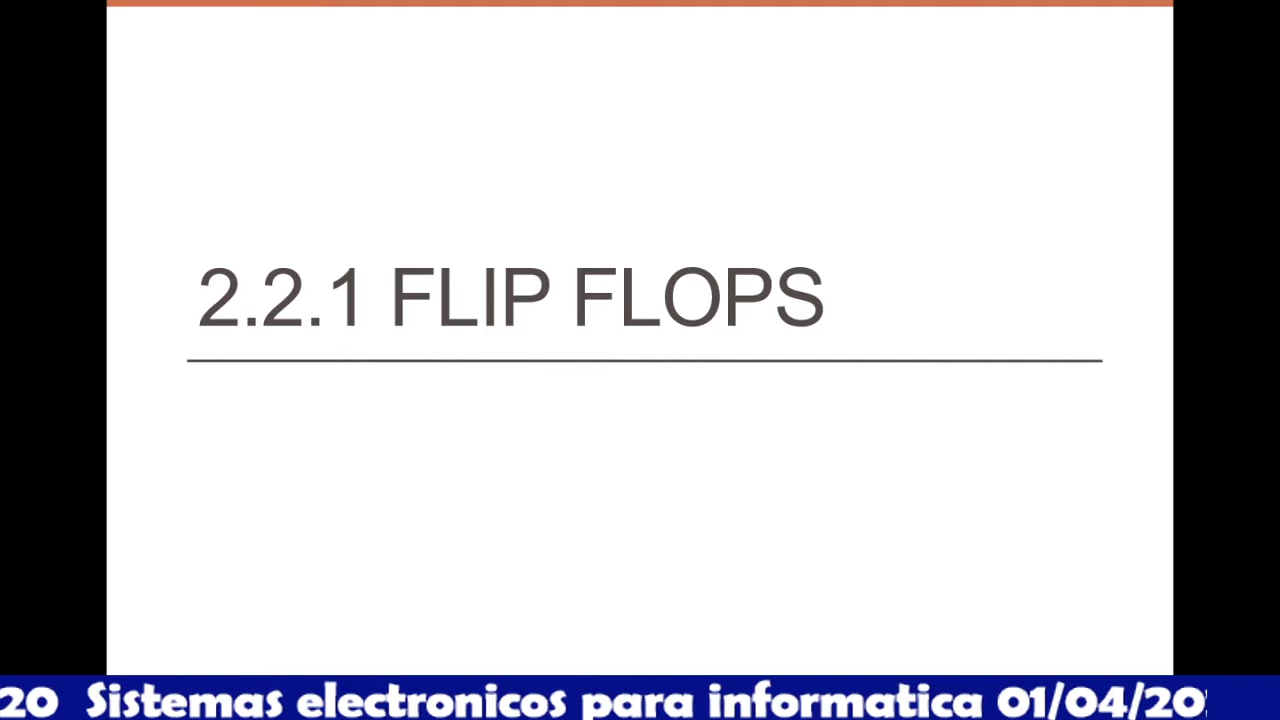 2.2.1 FLIP FLOPS
20 Sistemas electronicos para informatica 01/04/20